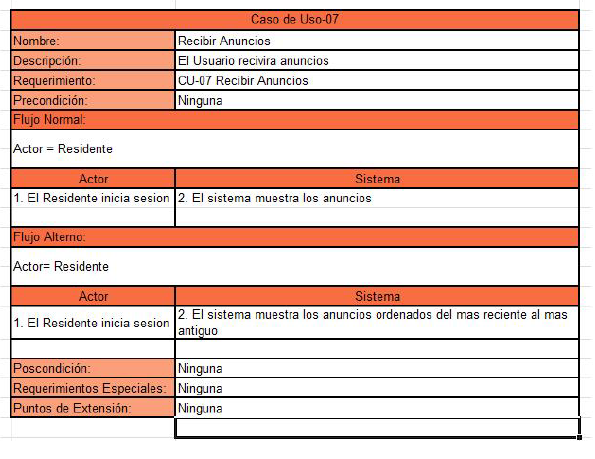 Caso de Uso-07
Nombre: Recibir Anuncios
Descripción: El Usuario recivira anuncios
Requerimiento: CU-07 Recibir Anuncios
Precondición: Ninguna
Flujo Normal:
Actor = Residente
Actor Sistema
1. El Residente inicia sesion 2. El sistema muestra los anuncios
Flujo Alterno:
Actor= Residente
Actor Sistema
1. El Residente inicia sesion 2. El sistema muestra los anuncios ordenados del mas reciente al mas
antiguo
Poscondición: Ninguna
Requerimientos Especiales: Ninguna
Puntos de Extensión: Ninguna